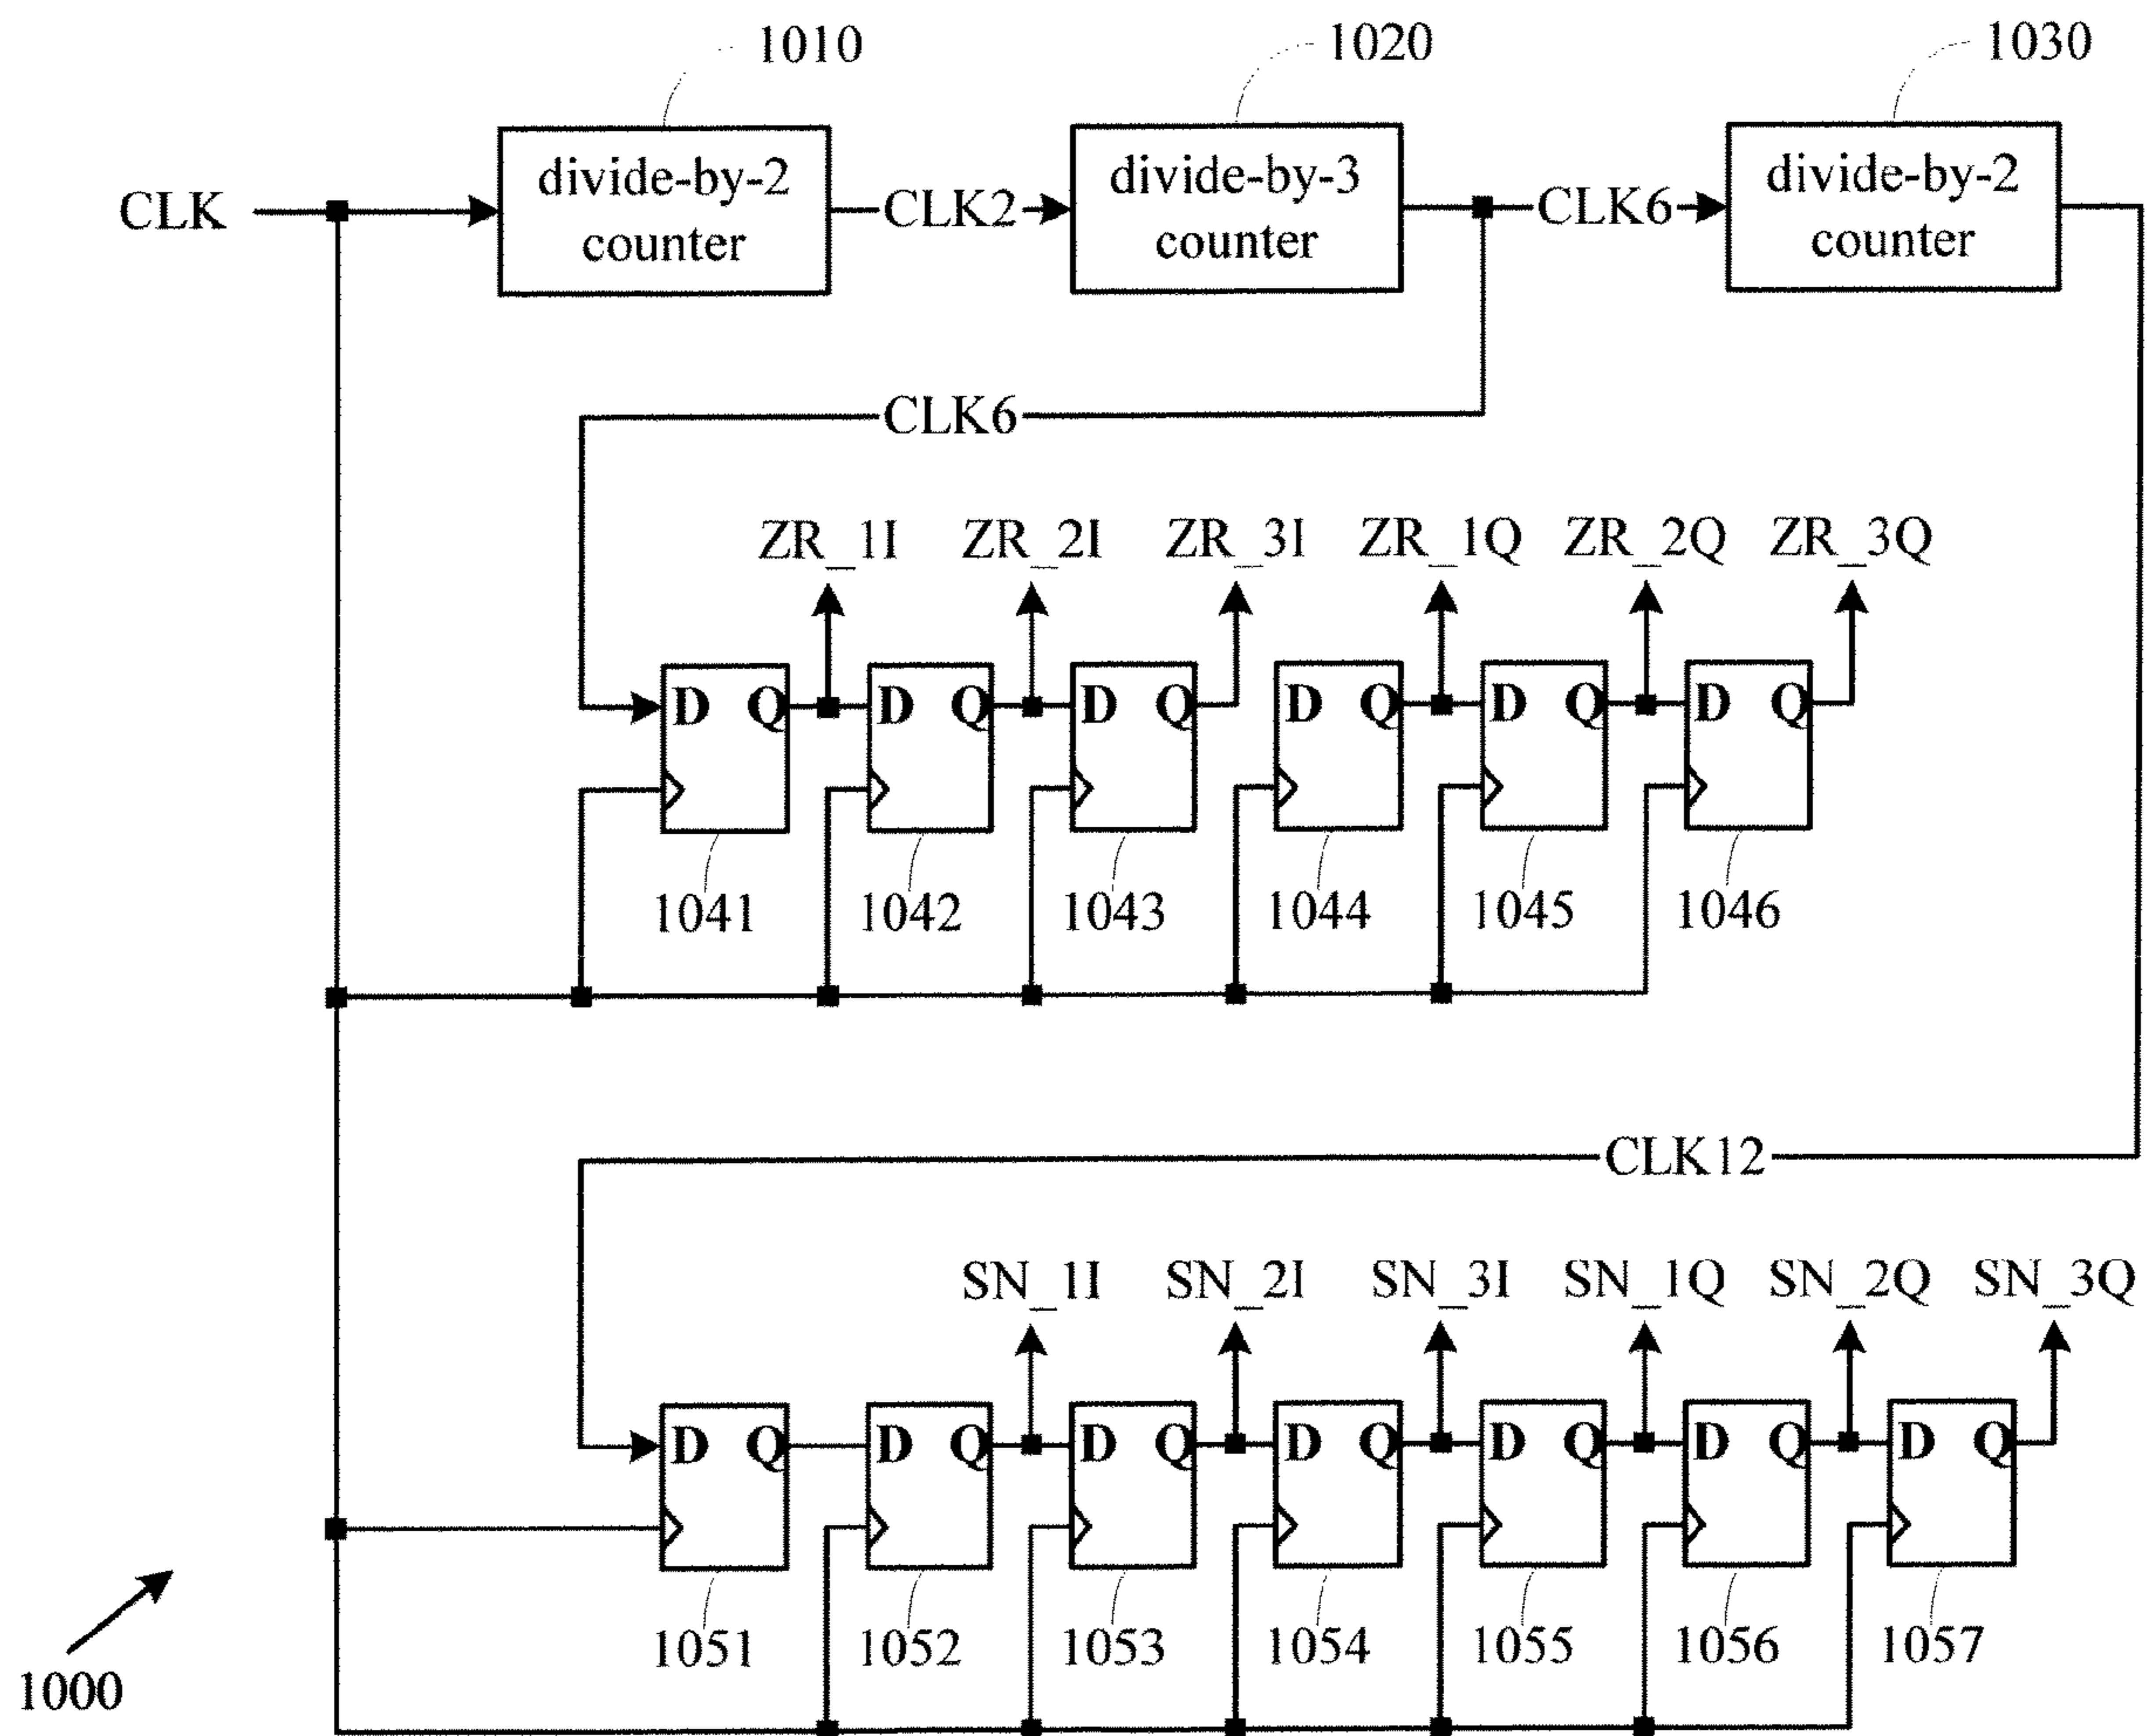 1010
1020
1030
CLK
divide-by-2
counter
CLK2
divide-by-3
counter
CLK6
divide-by-2
counter
CLK6
ZR_1I
ZR_2I
ZR_3I
ZR_1Q
ZR_2Q
ZR_3Q
D Q
D Q
D Q
D Q
D Q
D Q
1041
1042
1043
1044
1045
1046
CLK12
SN_1I
SN_2I
SN_3I
SN_1Q
SN_2Q
SN_3Q
D Q
D Q
D Q
D Q
D Q
D Q
D Q
1051
1052
1053
1054
1055
1056
1057
1000